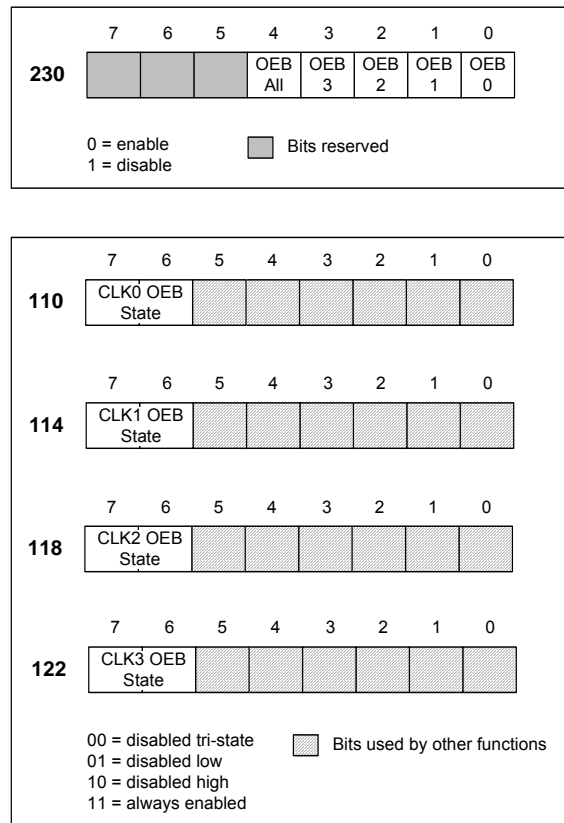 7 6 5 4 3 2 1 0
230
OEB All OEB 3 OEB 2 OEB 1 OEB 0
0 = enable
1 = disable
Bits reserved
7 6 5 4 3 2 1 0
110
CLK0 OEB
State
7 6 5 4 3 2 1 0
114
CLK1 OEB
State
7 6 5 4 3 2 1 0
118
CLK2 OEB
State
7 6 5 4 3 2 1 0
122
CLK3 OEB
State
00 = disabled tri-state
01 = disabled low
10 = disabled high
11 = always enabled
Bits used by other functions